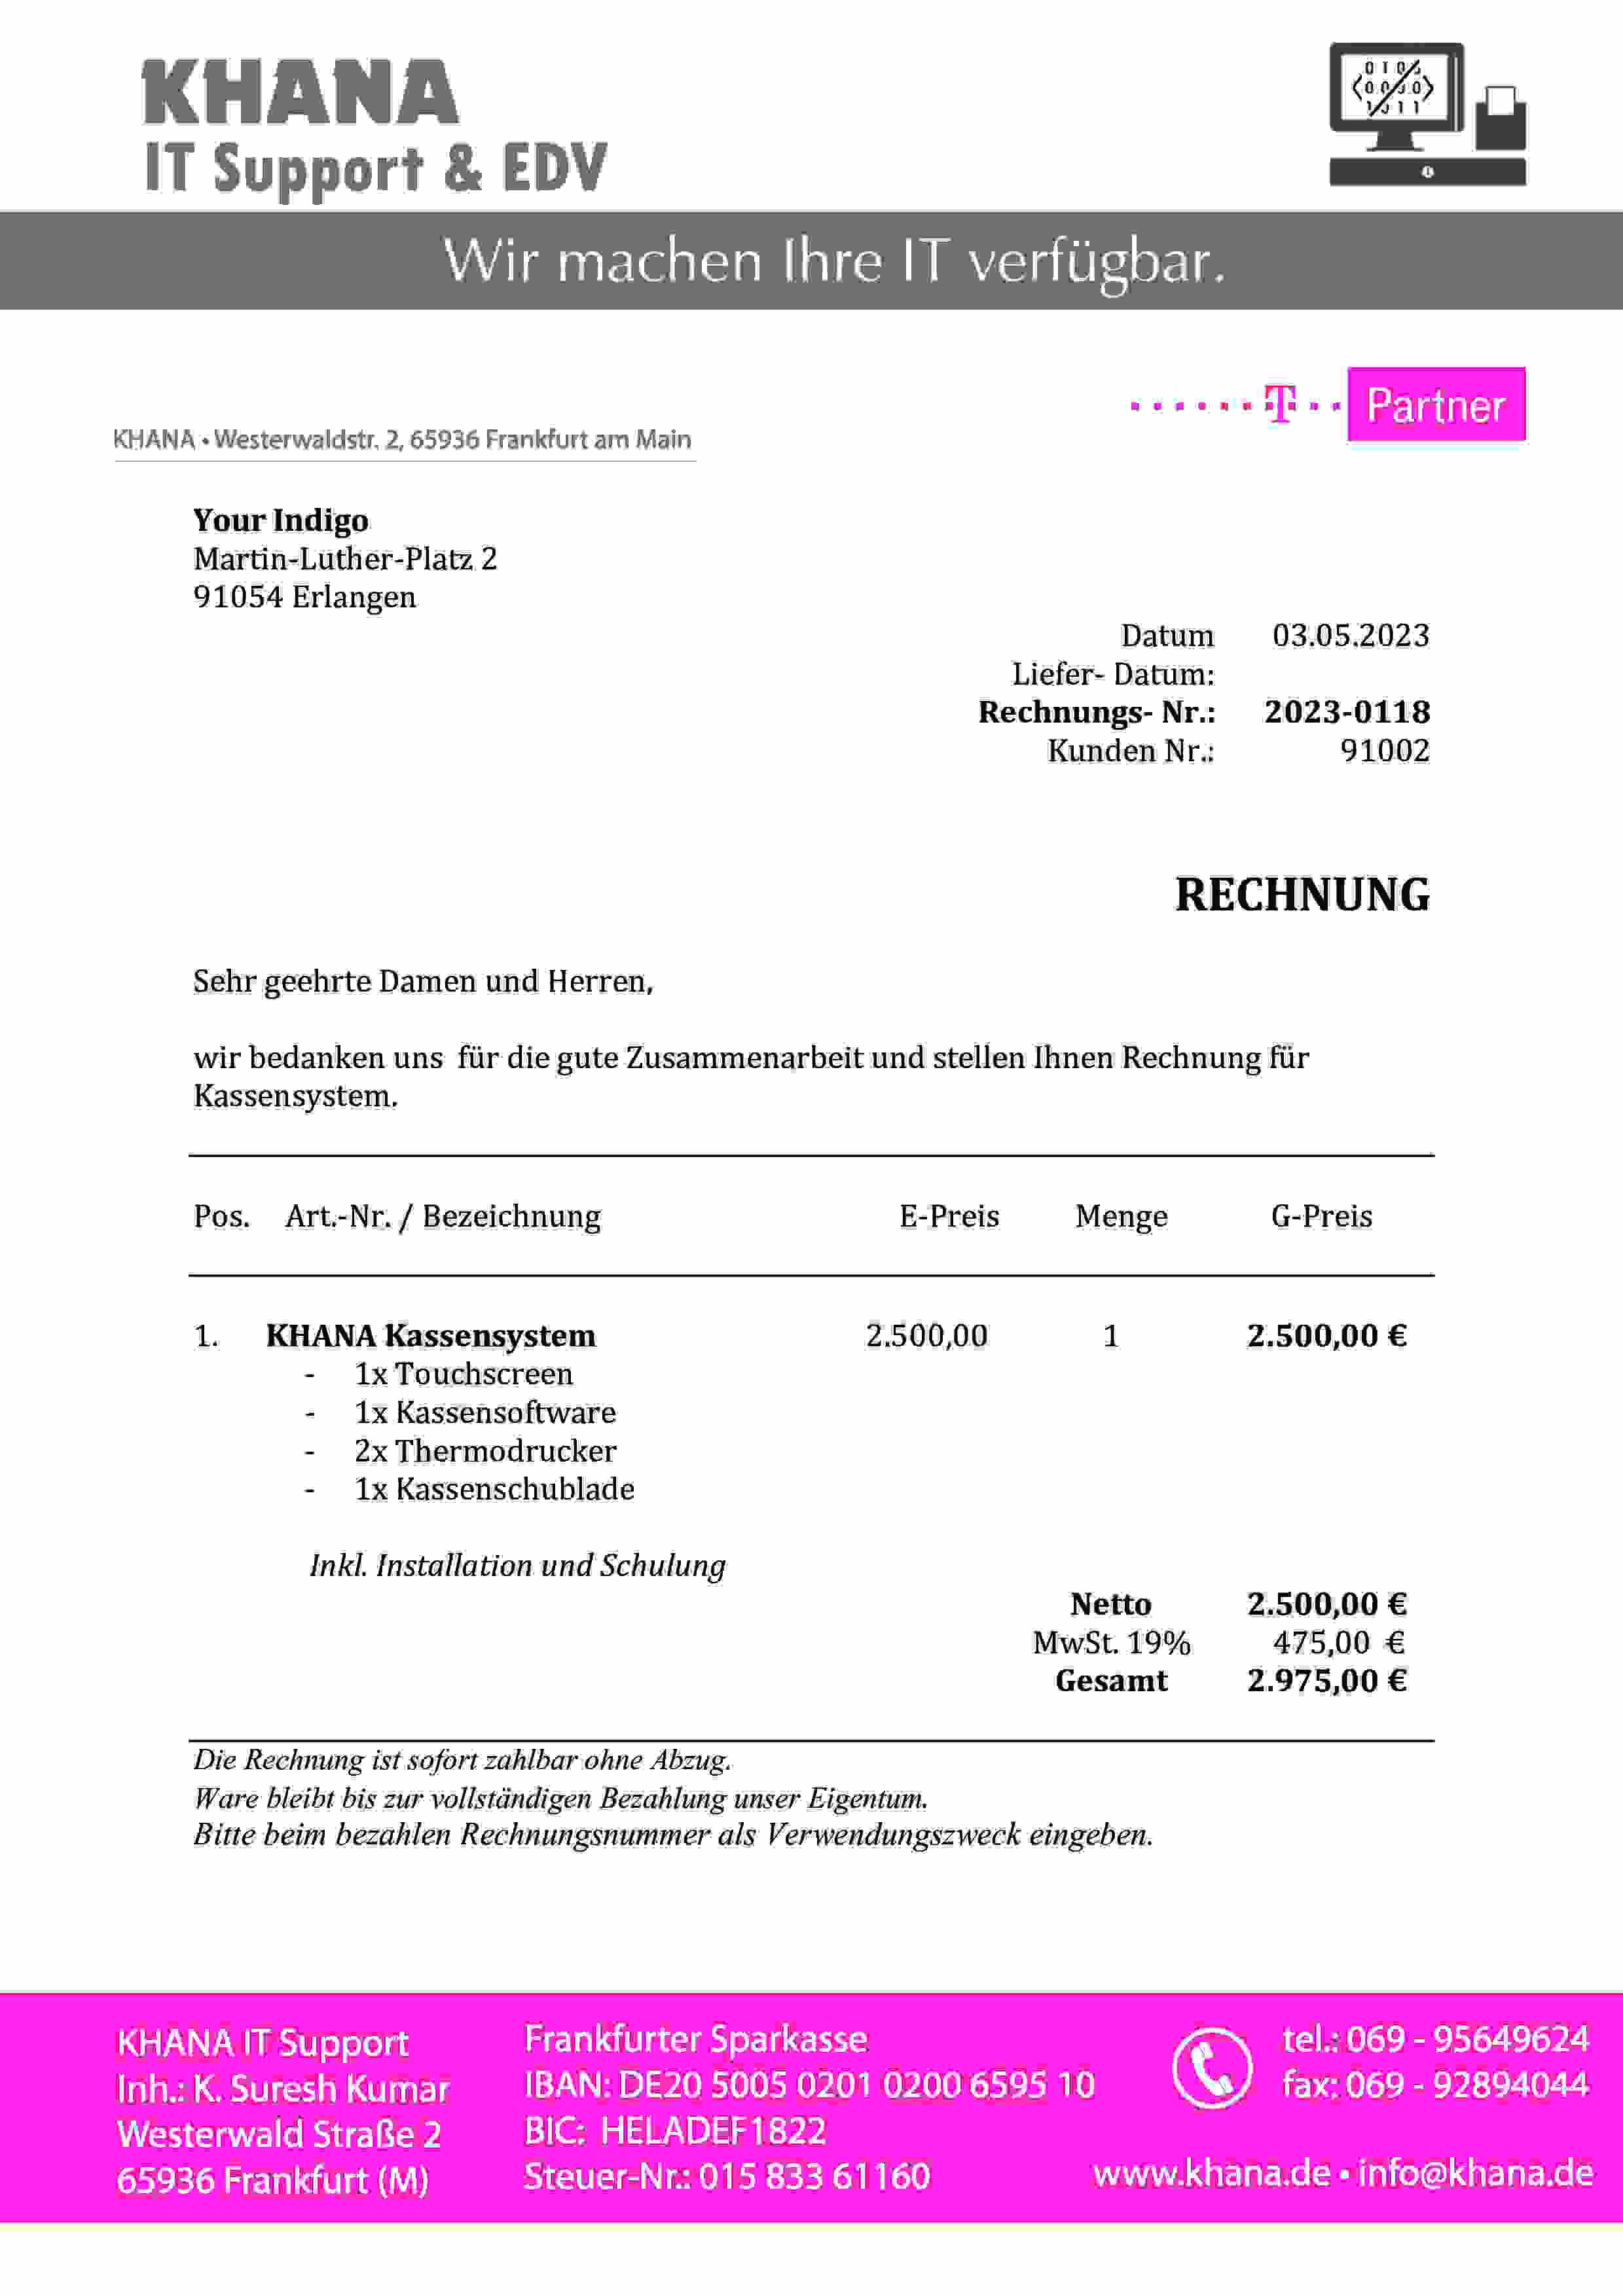 KHANA
IT Support & EDV
Wir machen Ihre IT verfügbar.
T Partner
KHANA • Westerwaldstr. 2, 65936 Frankfurt am Main
Your Indigo
Martin-Luther-Platz 2
91054 Erlangen
Datum 03.05.2023
Liefer- Datum:
Rechnungs- Nr.: 2023-0118
Kunden Nr.: 91002
RECHNUNG
Sehr geehrte Damen und Herren,
wir bedanken uns für die gute Zusammenarbeit und stellen Ihnen Rechnung für
Kassensystem.
Pos. Art.-Nr. / Bezeichnung E-Preis Menge G-Preis
1. KHANA Kassensystem 2.500,00 1 2.500,00 €
- 1x Touchscreen
- 1x Kassensoftware
- 2x Thermodrucker
- 1x Kassenschublade
Inkl. Installation und Schulung
Netto 2.500,00 €
MwSt. 19% 475,00 €
Gesamt 2.975,00 €
Die Rechnung ist sofort zahlbar ohne Abzug.
Ware bleibt bis zur vollständigen Bezahlung unser Eigentum.
Bitte beim bezahlen Rechnungsnummer als Verwendungszweck eingeben.
KHANA IT Support
Inh.: K. Suresh Kumar
Westerwald Straße 2
65936 Frankfurt (M)
Frankfurter Sparkasse
IBAN: DE20 5005 0201 0200 6595 10
BIC: HELADEF1822
Steuer-Nr.: 015 833 61160
tel.: 069 - 95649624
fax: 069 - 92894044
www.khana.de • info@khana.de